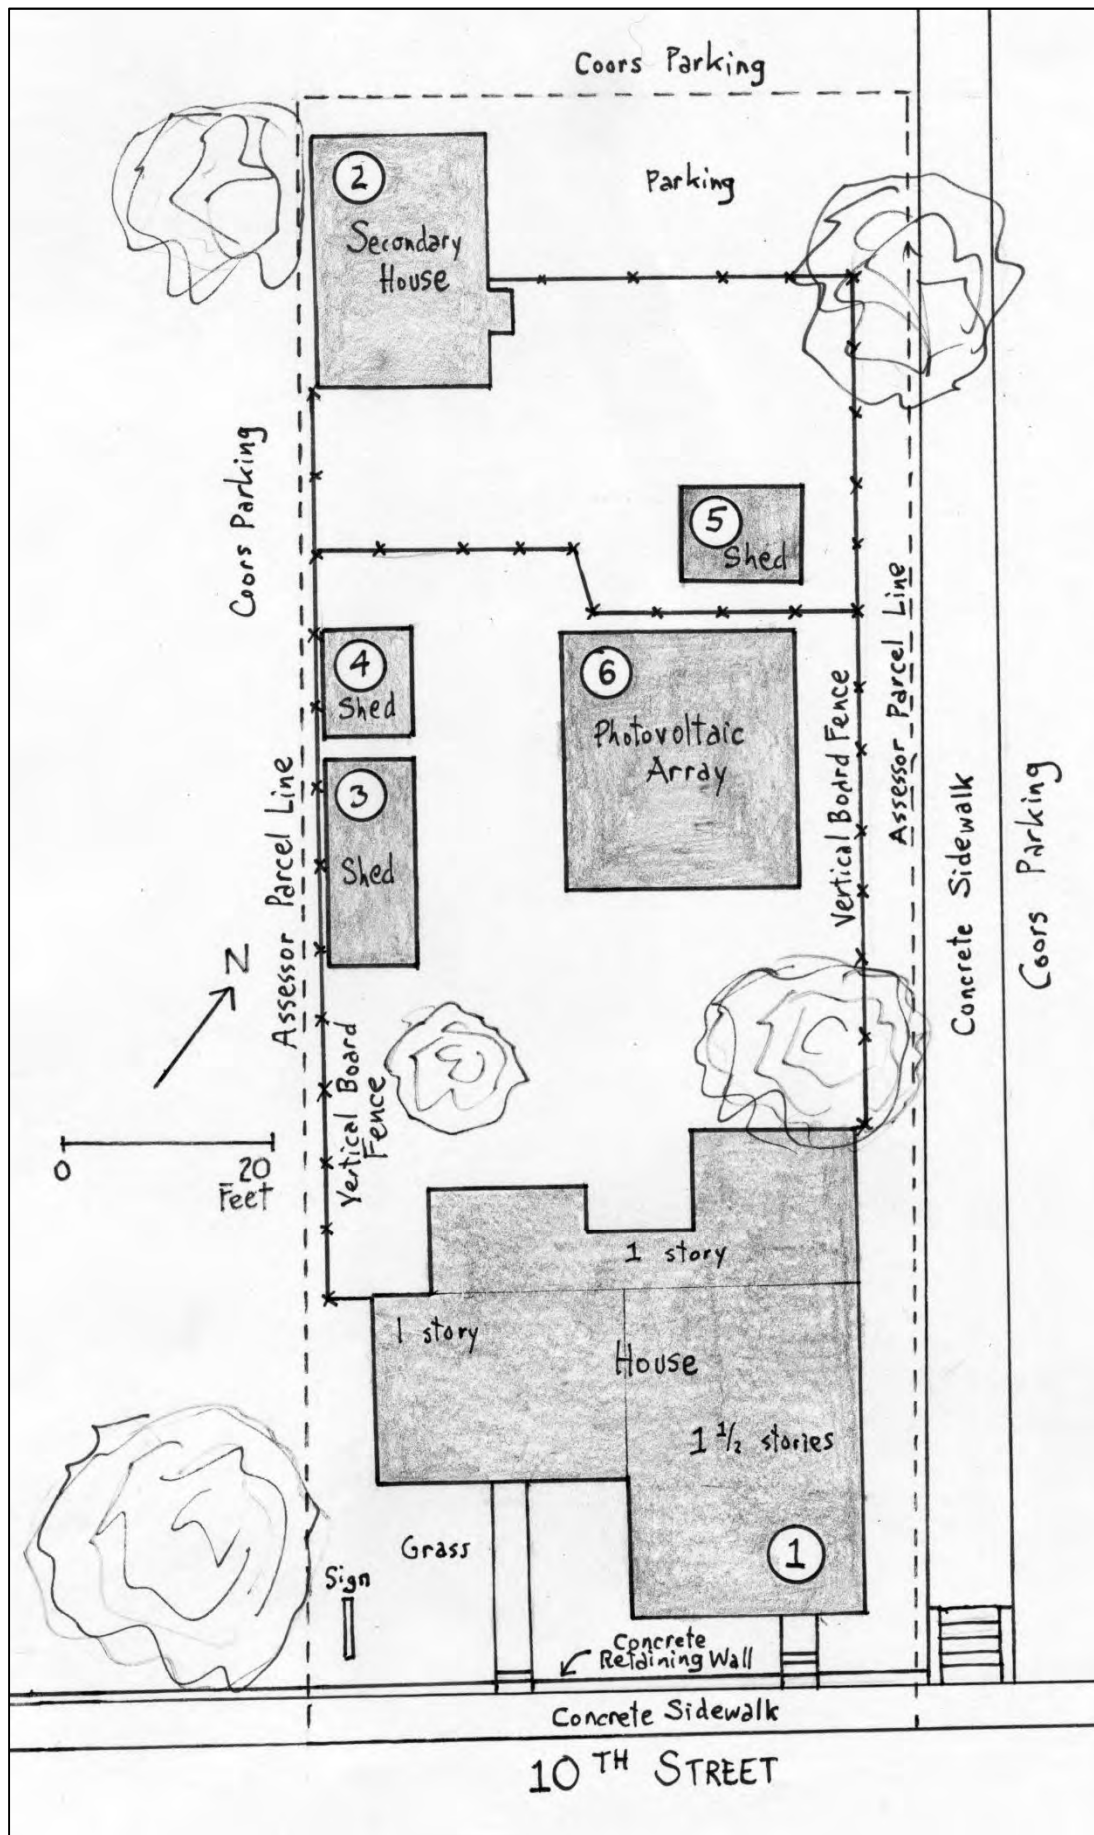 Coors Parking
Parking
2
Secondary
House
Coors Parking
5
Shed
Assessor Parcel Line
4
Shed
6
Photovoltaic
Array
Vertical Board Fence
Assessor Parcel Line
3
Shed
Concrete Sidewalk
Coors Parking
N
Vertical Board
Fence
0 20
Feet
1 story
1 story
House
1 1/2 stories
1
Grass
Sign
Concrete
Retaining Wall
Concrete Sidewalk
10TH STREET